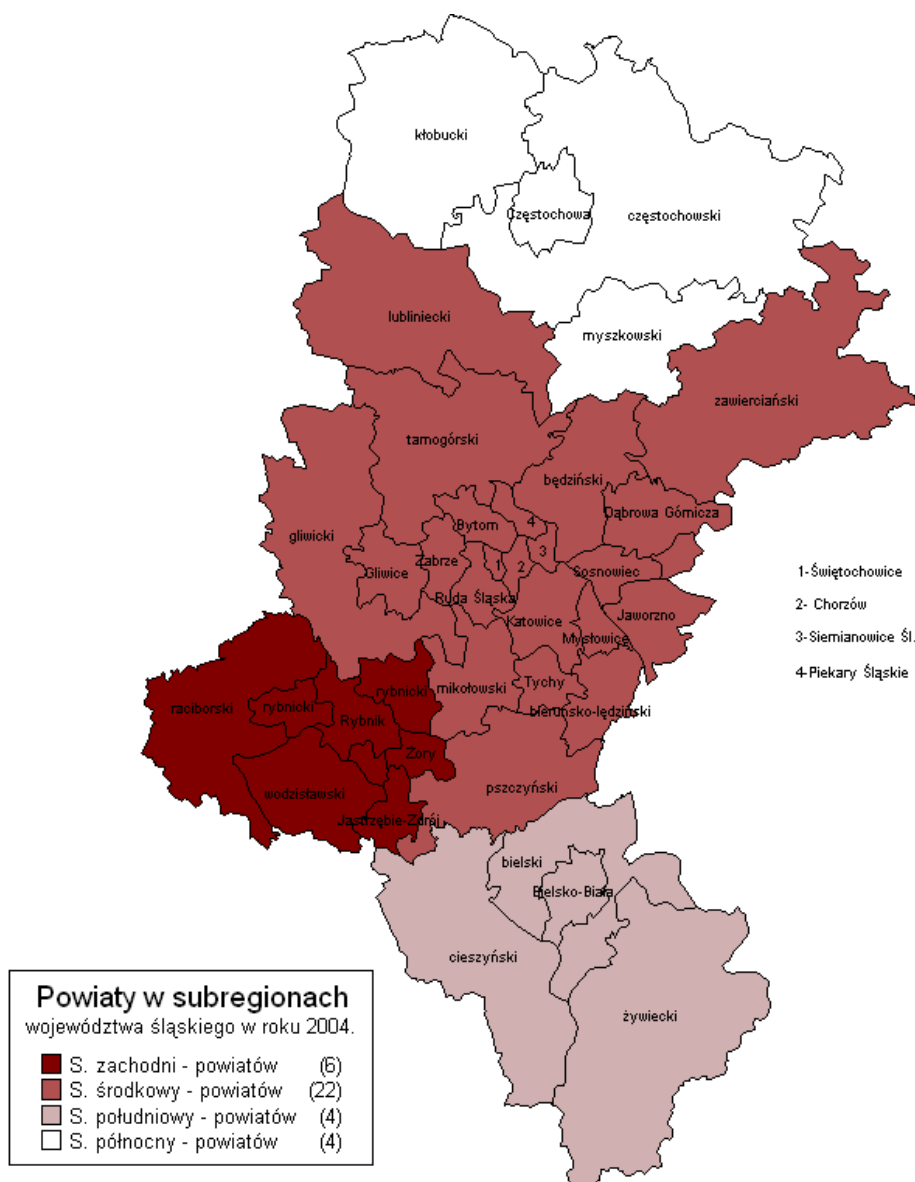 kłobucki
Częstochowa
częstochowski
lubliniecki
myszkowski
zawierciański
tarnogórski
będziński
Dąbrowa Górnicza
Bytom
4
gliwicki
Zabrze
3
Gliwice
1
2
Sosnowiec
Ruda Śląska
Jaworzno
Katowice
Mysłowice
1-Świętochowice
2- Chorzów
3-Siemianowice Śl.
4-Piekary Śląskie
rybnicki
mikołowski
Tychy
raciborski
rybnicki
Rybnik
bieruńsko-lędziński
Żory
wodzisławski
pszczyński
Jastrzębie-Zdrój
bielski
Bielsko-Biała
cieszyński
żywiecki
Powiaty w subregionach
województwa śląskiego w roku 2004.
S. zachodni - powiatów (6)
S. środkowy - powiatów (22)
S. południowy - powiatów (4)
S. północny - powiatów (4)